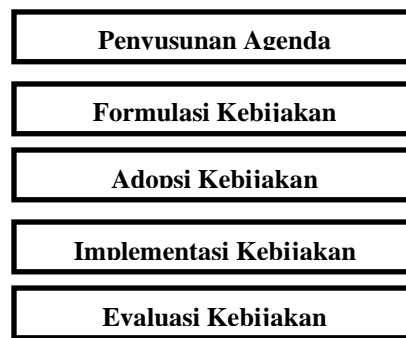 Penyusunan Agenda
Formulasi Kebijakan
Adopsi Kebijakan
Implementasi Kebijakan
Evaluasi Kebijakan